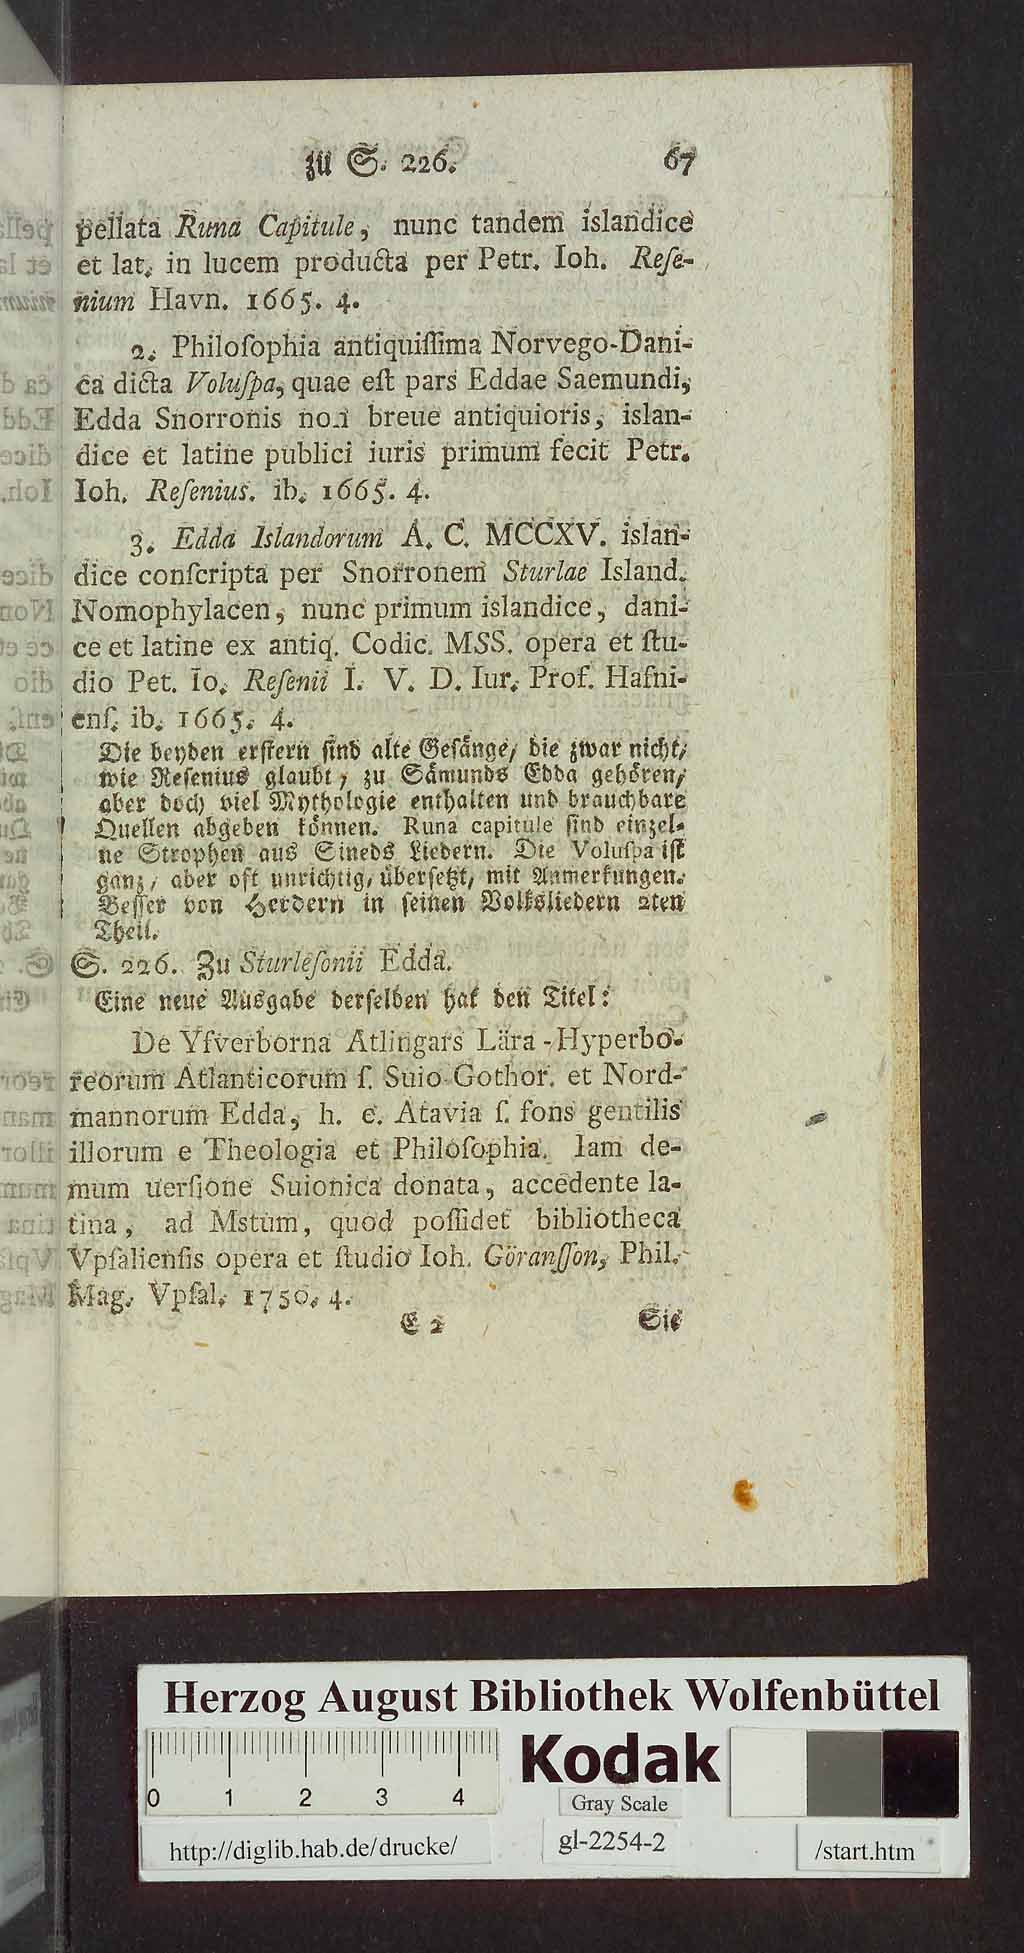 zu S. 226. 67
pellata Runa Capitule, nunc tandem islandice
et lat. in lucem producta per Petr. Ioh. Reſe-
nium Havn. 1665. 4.
2. Philoſophia antiquiſſima Norvego-Dani-
ca dicta Voluſpa, quae eſt pars Eddae Saemundi,
Edda Snorronis non breue antiquioris, islan-
dice et latine publici iuris primum fecit Petr.
Ioh. Reſenius. ib. 1665. 4.
3. Edda Islandorum A. C. MCCXV. islan-
dice conſcripta per Snorronem Sturlae Island.
Nomophylacen, nunc primum islandice, dani-
ce et latine ex antiq. Codic. MSS. opera et ſtu-
dio Pet. Io. Reſenii I. V. D. Iur. Prof. Hafni-
enſ. ib. 1665. 4.
Die beyden erſtern ſind alte Geſänge, die zwar nicht,
wie Reſenius glaubt, zu Sämunds Edda gehören,
aber doch viel Mythologie enthalten und brauchbare
Quellen abgeben können. Runa capitule ſind einzel-
ne Strophen aus Sineds Liedern. Die Voluſpa iſt
ganz, aber oft unrichtig, überſetzt, mit Anmerkungen.
Beſſer von Herdern in ſeinen Volksliedern 2ten
Theil.
S. 226. Zu Sturleſonii Edda.
Eine neue Ausgabe derſelben hat den Titel:
De Yfverborna Atlingars Lära - Hyperbo-
reorum Atlanticorum ſ. Suio-Gothor. et Nord-
mannorum Edda, h. e. Atavia ſ. fons gentilis
illorum e Theologia et Philoſophia. Iam de-
mum uerſione Suionica donata, accedente la-
tina, ad Mstum, quod poſſidet bibliotheca
Vpſalienſis opera et ſtudio Ioh. Göranſſon, Phil.
Mag. Vpſal. 1750. 4.
E 2 Sie
Herzog August Bibliothek Wolfenbüttel
0 1 2 3 4
Kodak
Gray Scale
http://diglib.hab.de/drucke/ gl-2254-2 /start.htm